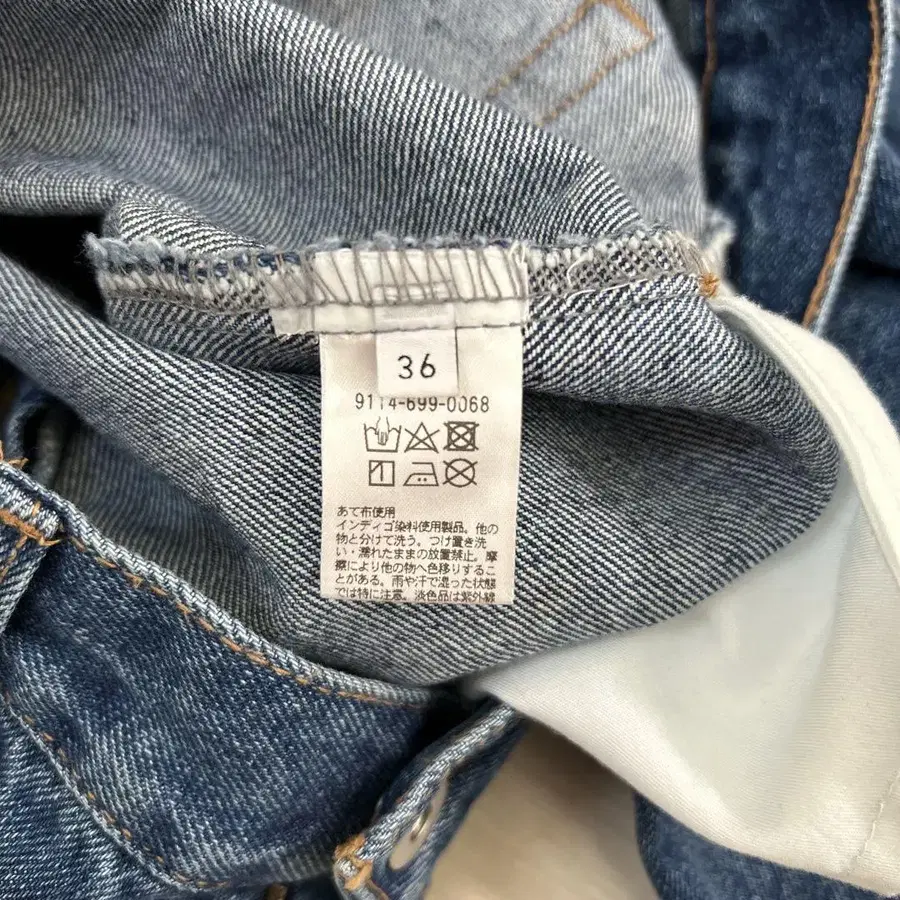 36
9114-699-0068
あて布使用
インディゴ染料使用製品。他の
物と分けて洗う。つけ置き洗
い・濡れたままの放置禁止。摩
擦により他の物へ色移りするこ
とがある。雨や汗で湿った状態
では特に注意。淡色品は紫外線